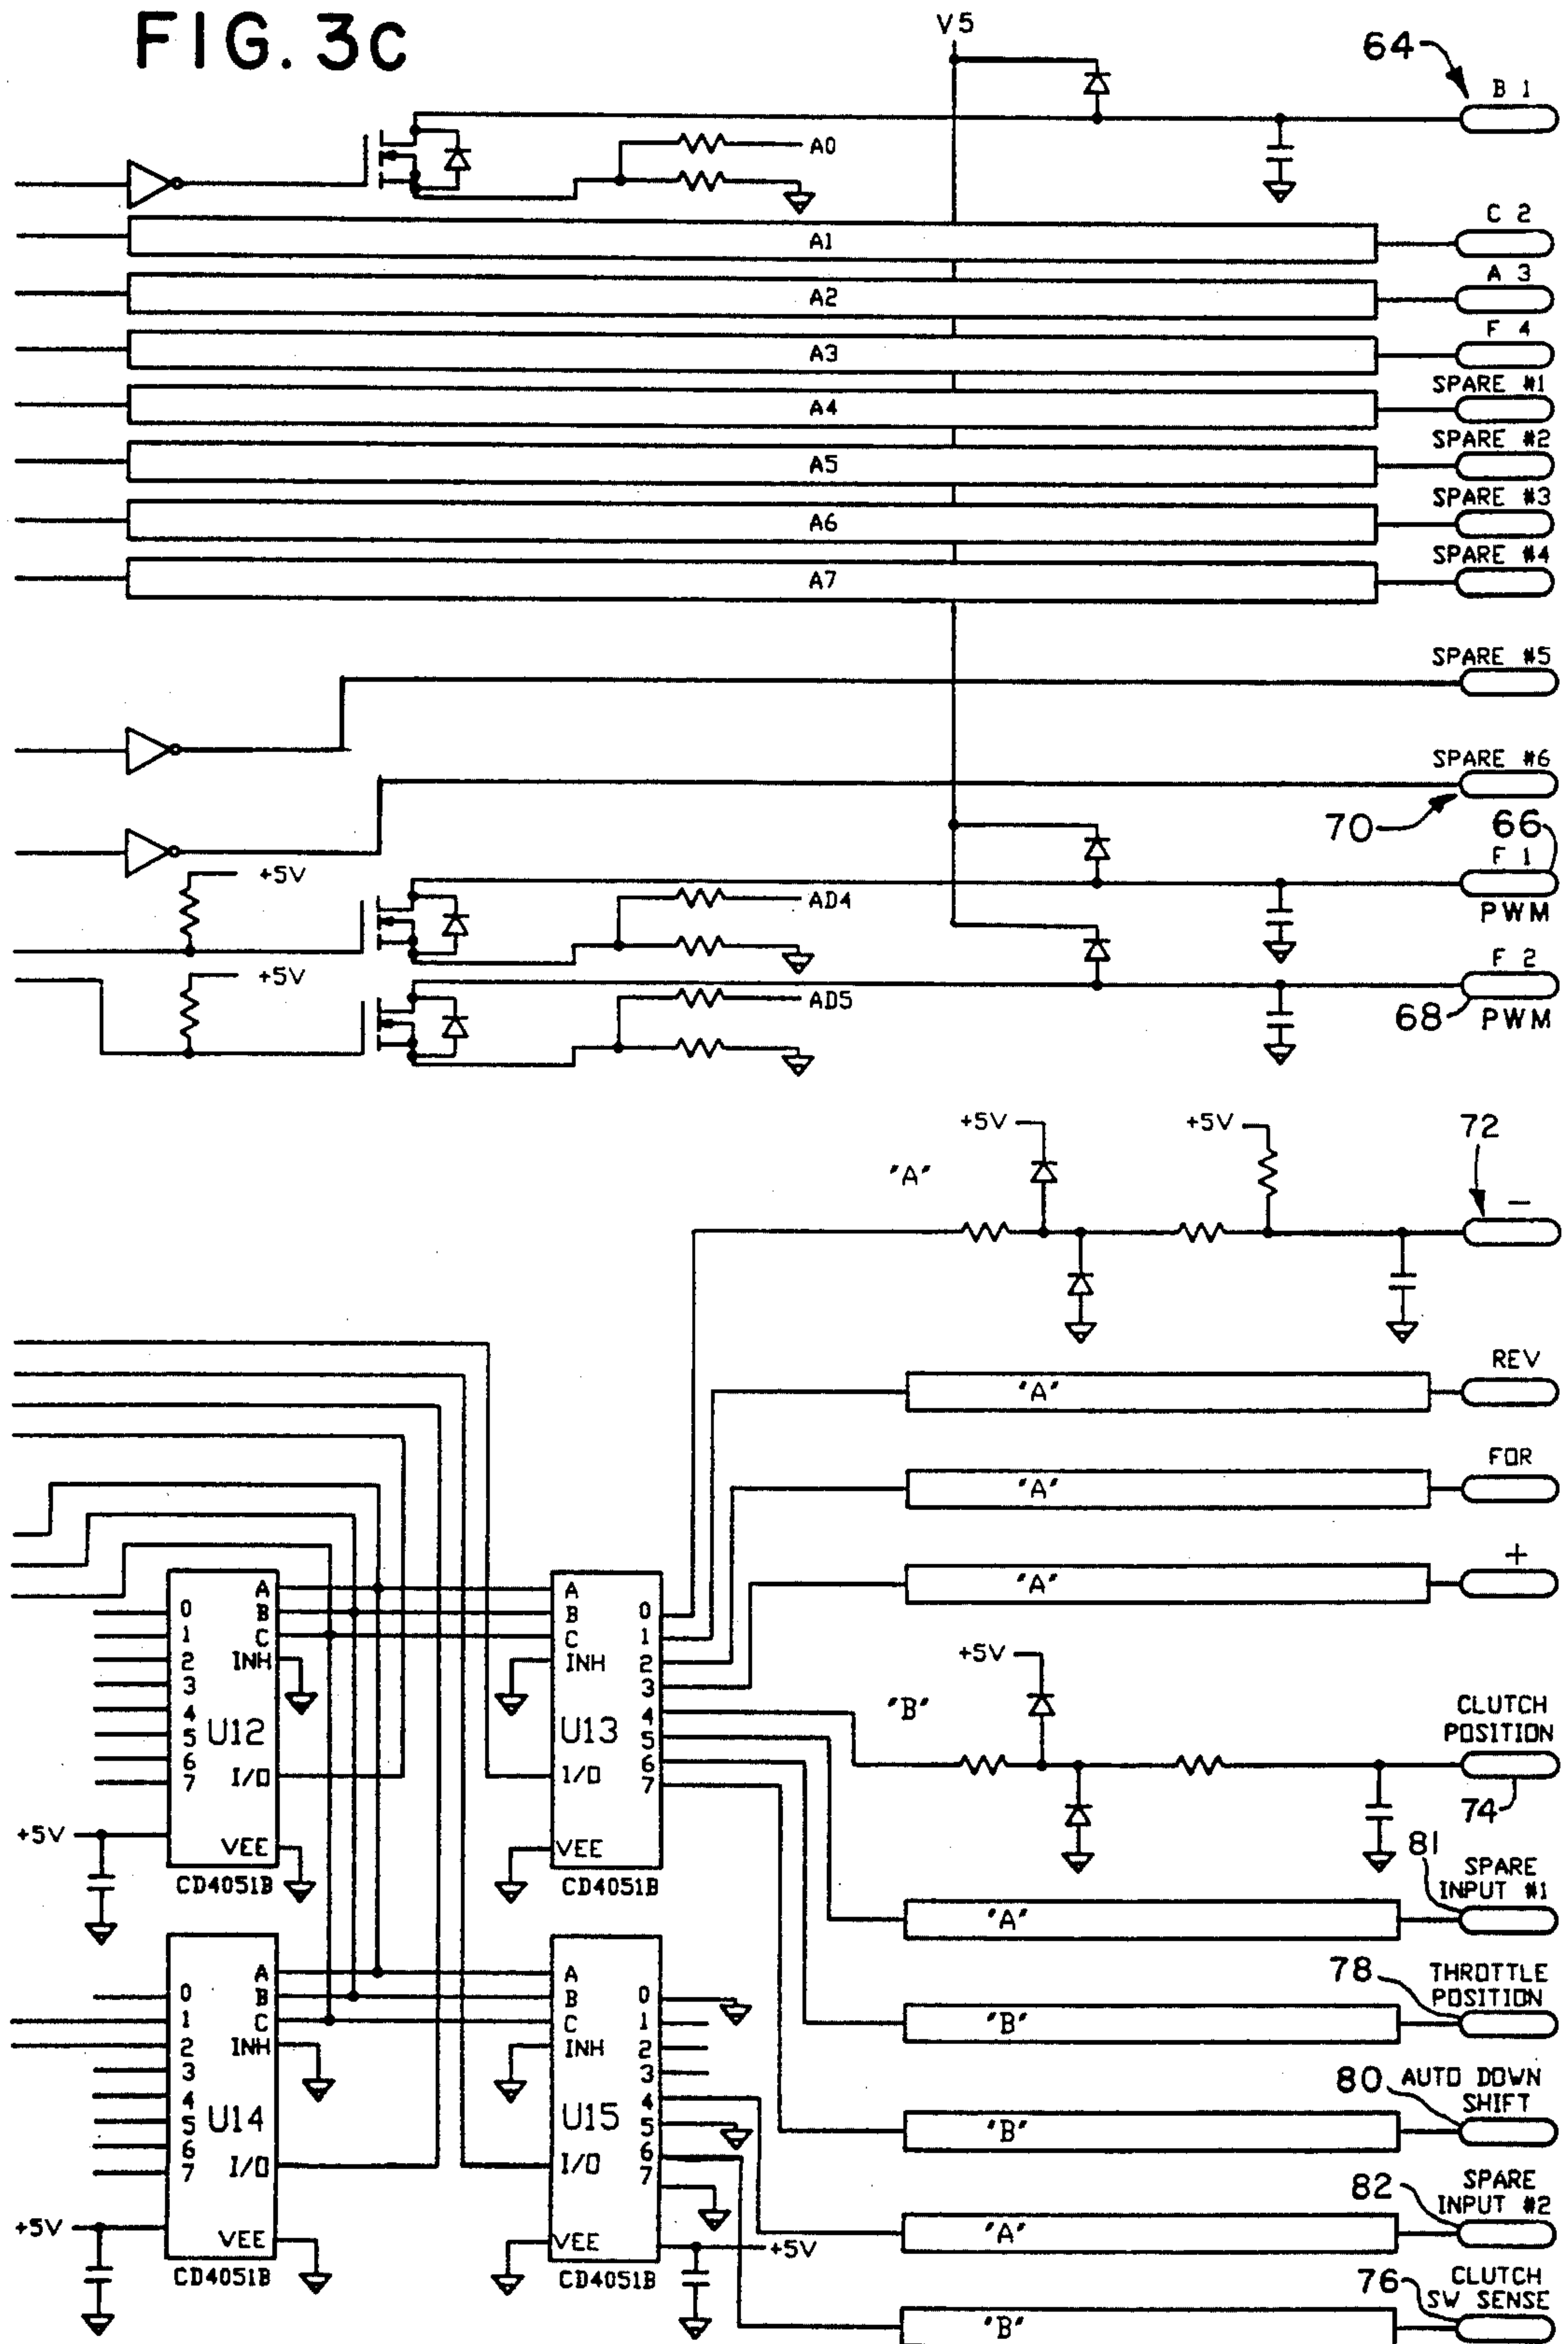 FIG. 3c
V5
64
B 1
A0
C 2
A1
A 3
A2
F 4
A3
SPARE #1
A4
SPARE #2
A5
SPARE #3
A6
SPARE #4
A7
SPARE #5
SPARE #6
70
66
+5V
F 1
AD4
PWM
+5V
F 2
AD5
68
PWM
+5V
+5V
72
"A"
−
REV
"A"
FOR
"A"
+
"A"
A
B
C
INH
0
1
2
3
4
5
6
7
U12
I/O
+5V
VEE
CD4051B
A
B
C
INH
0
1
2
3
4
5
6
7
U13
I/O
VEE
CD4051B
+5V
"B"
CLUTCH
POSITION
74
81
SPARE
INPUT #1
"A"
78
THROTTLE
POSITION
"B"
80
AUTO DOWN
SHIFT
"B"
82
SPARE
INPUT #2
"A"
76
CLUTCH
SW SENSE
"B"
A
B
C
INH
0
1
2
3
4
5
6
7
U14
I/O
+5V
VEE
CD4051B
A
B
C
INH
0
1
2
3
4
5
6
7
U15
I/O
VEE
+5V
CD4051B